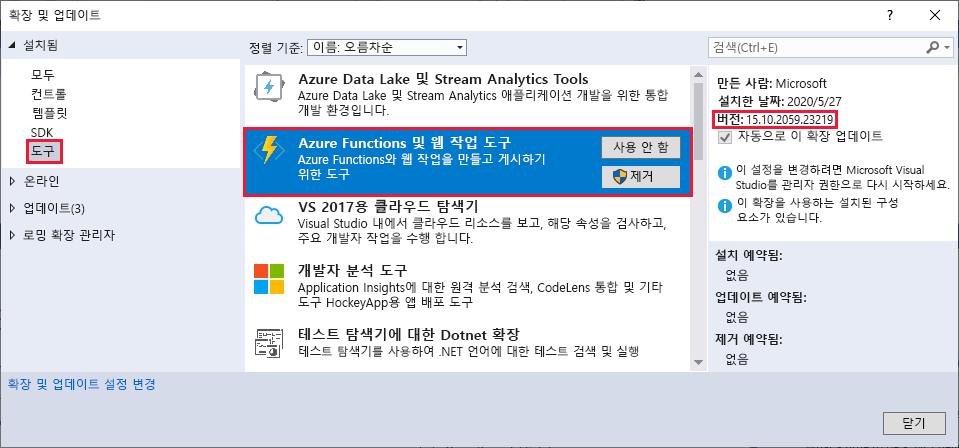 확장 및 업데이트
?
설치됨
모두
컨트롤
템플릿
SDK
도구
온라인
업데이트(3)
로밍 확장 관리자
정렬 기준: 이름: 오름차순
Azure Data Lake 및 Stream Analytics Tools
Azure Data Lake 및 Stream Analytics 애플리케이션 개발을 위한 통합
개발 환경입니다.
Azure Functions 및 웹 작업 도구
Azure Functions와 웹 작업을 만들고 게시하기
위한 도구
사용 안 함
제거
VS 2017용 클라우드 탐색기
Visual Studio 내에서 클라우드 리소스를 보고, 해당 속성을 검사하고,
주요 개발자 작업을 수행 합니다.
개발자 분석 도구
Application Insights에 대한 원격 분석 검색, CodeLens 통합 및 기타
도구 HockeyApp용 앱 배포 도구
테스트 탐색기에 대한 Dotnet 확장
테스트 탐색기를 사용하여 .NET 언어에 대한 테스트 검색 및 실행
검색(Ctrl+E)
만든 사람: Microsoft
설치한 날짜: 2020/5/27
버전: 15.10.2059.23219
자동으로 이 확장 업데이트
이 설정을 변경하려면 Microsoft Visual
Studio를 관리자 권한으로 다시 시작하세요.
이 확장을 사용하는 설치된 구성
요소가 있습니다.
설치 예약됨:
없음
업데이트 예약됨:
없음
제거 예약됨:
없음
확장 및 업데이트 설정 변경
닫기